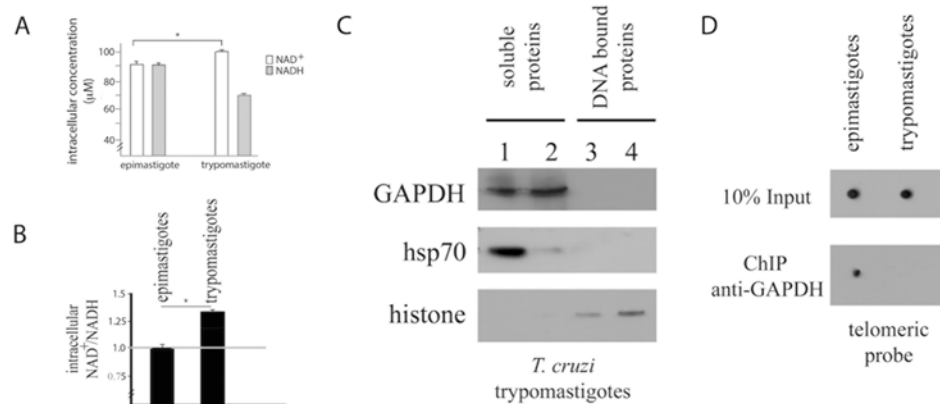 A
intracellular concentration
(μM)
100
80
60
40
*
NAD+
NADH
epimastigote
trypomastigote
B
intracellular
NAD+/NADH
1.5
1.25
1.0
0.75
epimastigotes
trypomastigotes
*
C
soluble
proteins
DNA bound
proteins
1 2 3 4
GAPDH
hsp70
histone
T. cruzi
trypomastigotes
D
epimastigotes
trypomastigotes
10% Input
ChIP
anti-GAPDH
telomeric
probe